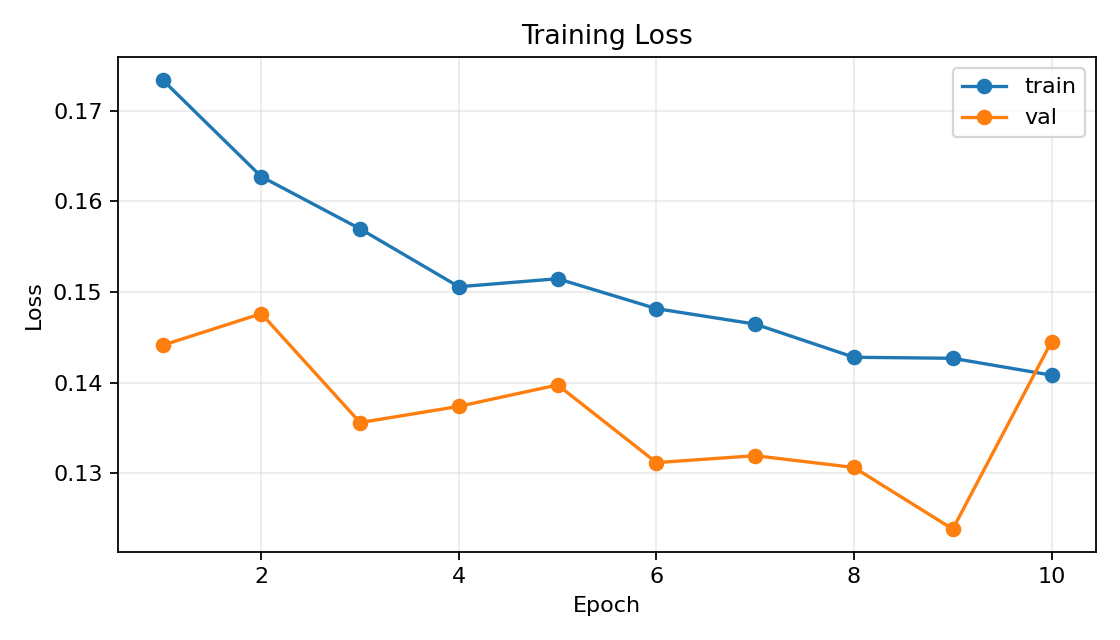 Training Loss
train
val
0.17
0.16
0.15
0.14
0.13
Loss
2 4 6 8 10
Epoch